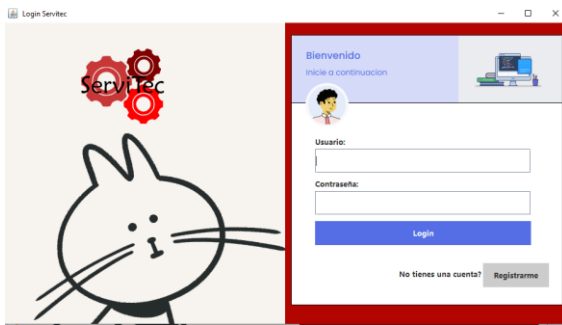 Login Servitec
ServiTec
Bienvenido
Inicie a continuacion
Usuario:
Contraseña:
Login
No tienes una cuenta?
Registrarme